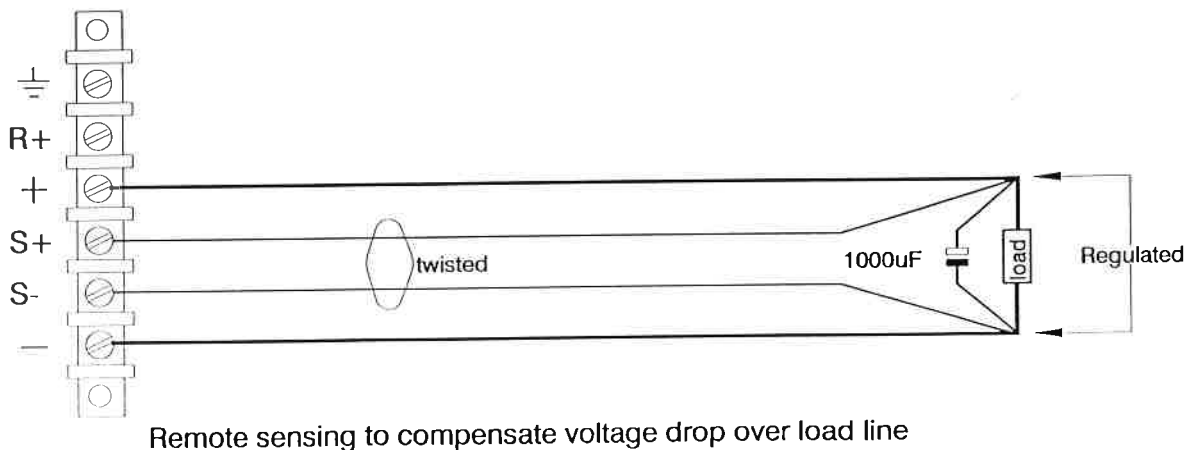 R+
+
S+
S-
—
twisted
1000uF
load
Regulated
Remote sensing to compensate voltage drop over load line